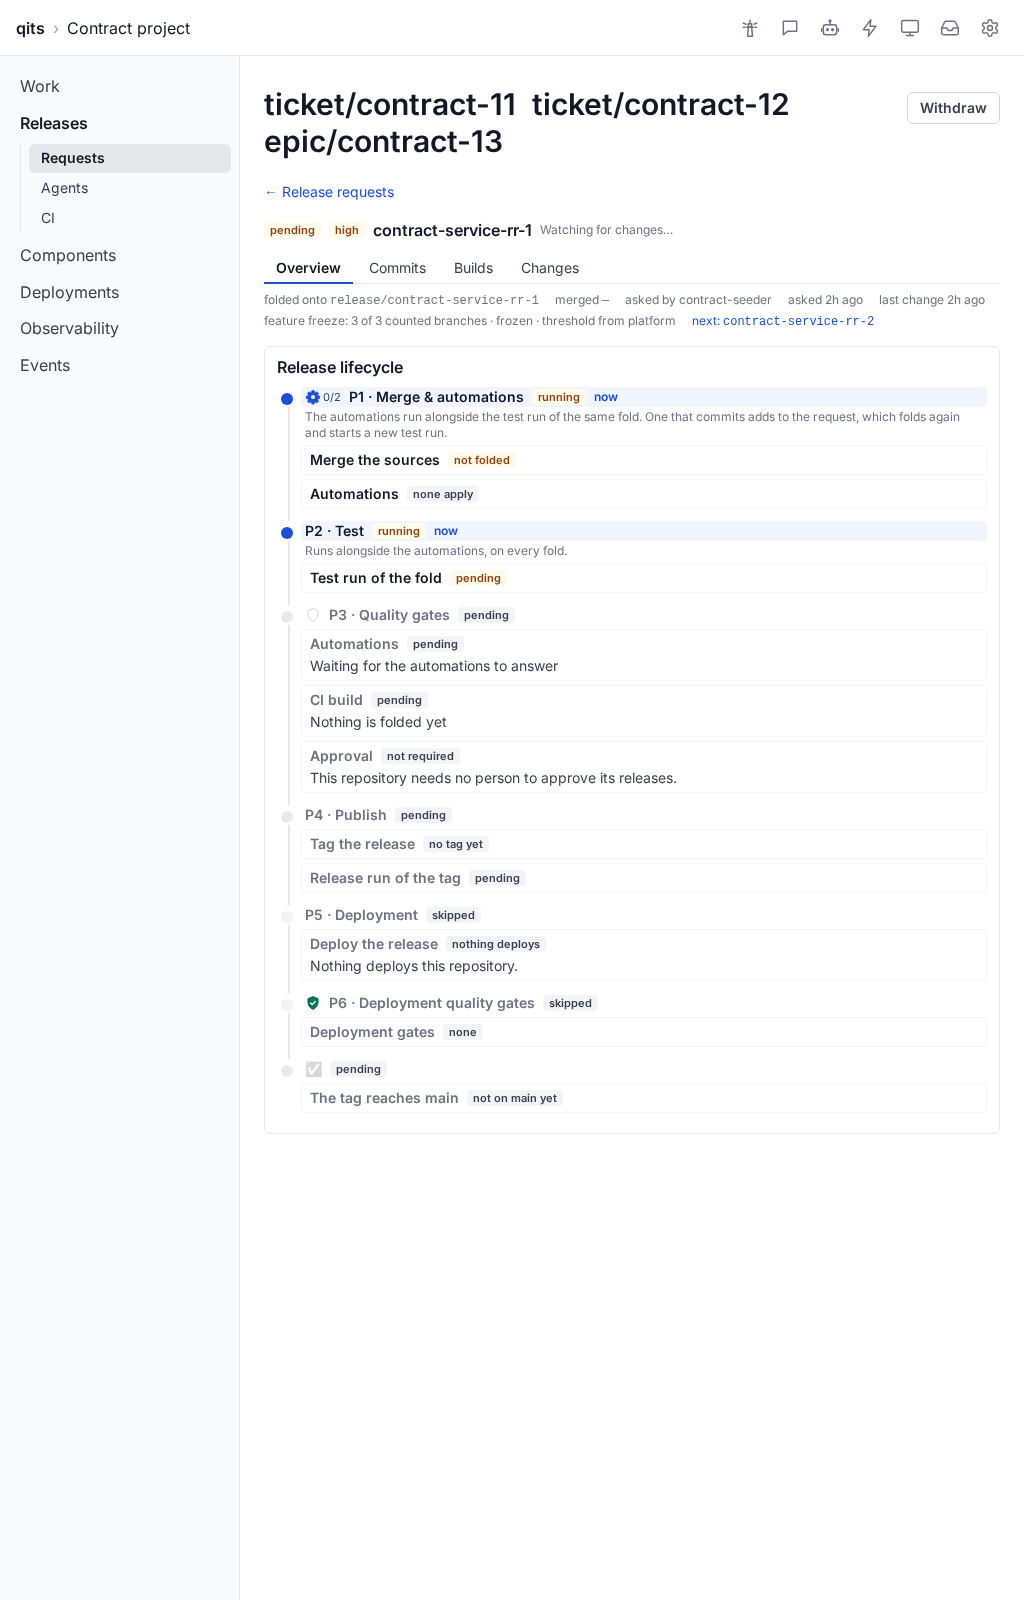 qits › Contract project
Work
Releases
Requests
Agents
CI
Components
Deployments
Observability
Events
ticket/contract-11 ticket/contract-12
epic/contract-13
Withdraw
← Release requests
pending high contract-service-rr-1 Watching for changes...
Overview Commits Builds Changes
folded onto release/contract-service-rr-1 merged — asked by contract-seeder asked 2h ago last change 2h ago
feature freeze: 3 of 3 counted branches · frozen · threshold from platform next: contract-service-rr-2
Release lifecycle
0/2 P1 · Merge & automations running now
The automations run alongside the test run of the same fold. One that commits adds to the request, which folds again
and starts a new test run.
Merge the sources not folded
Automations none apply
P2 · Test running now
Runs alongside the automations, on every fold.
Test run of the fold pending
P3 · Quality gates pending
Automations pending
Waiting for the automations to answer
CI build pending
Nothing is folded yet
Approval not required
This repository needs no person to approve its releases.
P4 · Publish pending
Tag the release no tag yet
Release run of the tag pending
P5 · Deployment skipped
Deploy the release nothing deploys
Nothing deploys this repository.
P6 · Deployment quality gates skipped
Deployment gates none
pending
The tag reaches main not on main yet